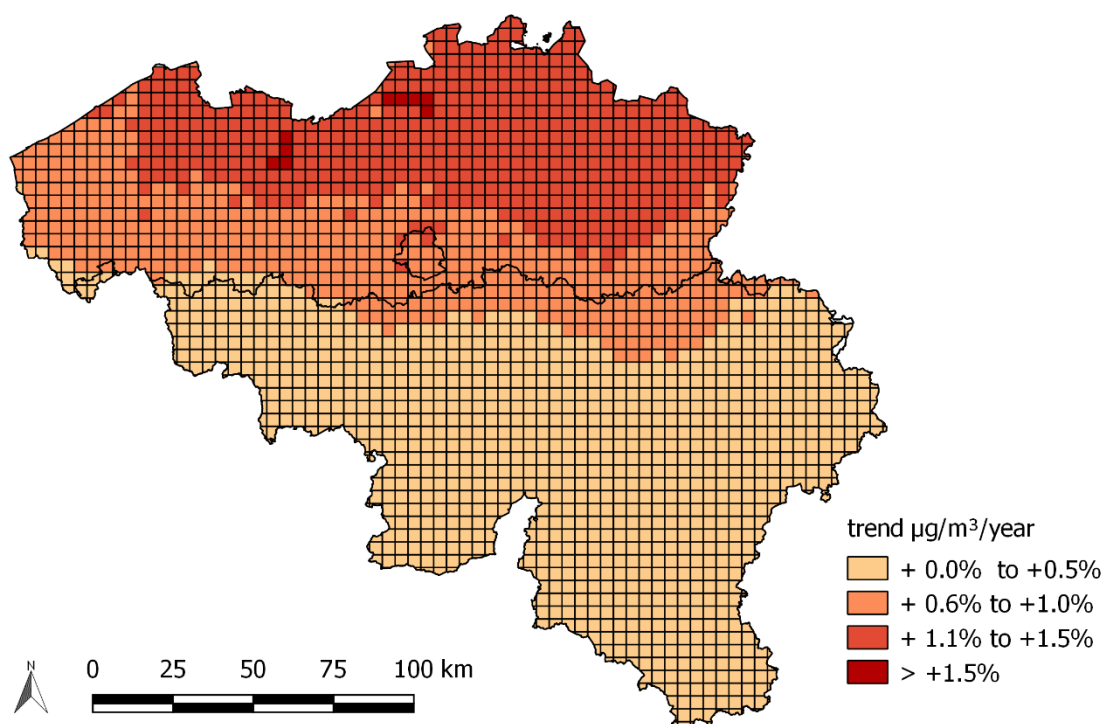 trend µg/m³/year
+ 0.0% to +0.5%
+ 0.6% to +1.0%
+ 1.1% to +1.5%
> +1.5%
N
0 25 50 75 100 km